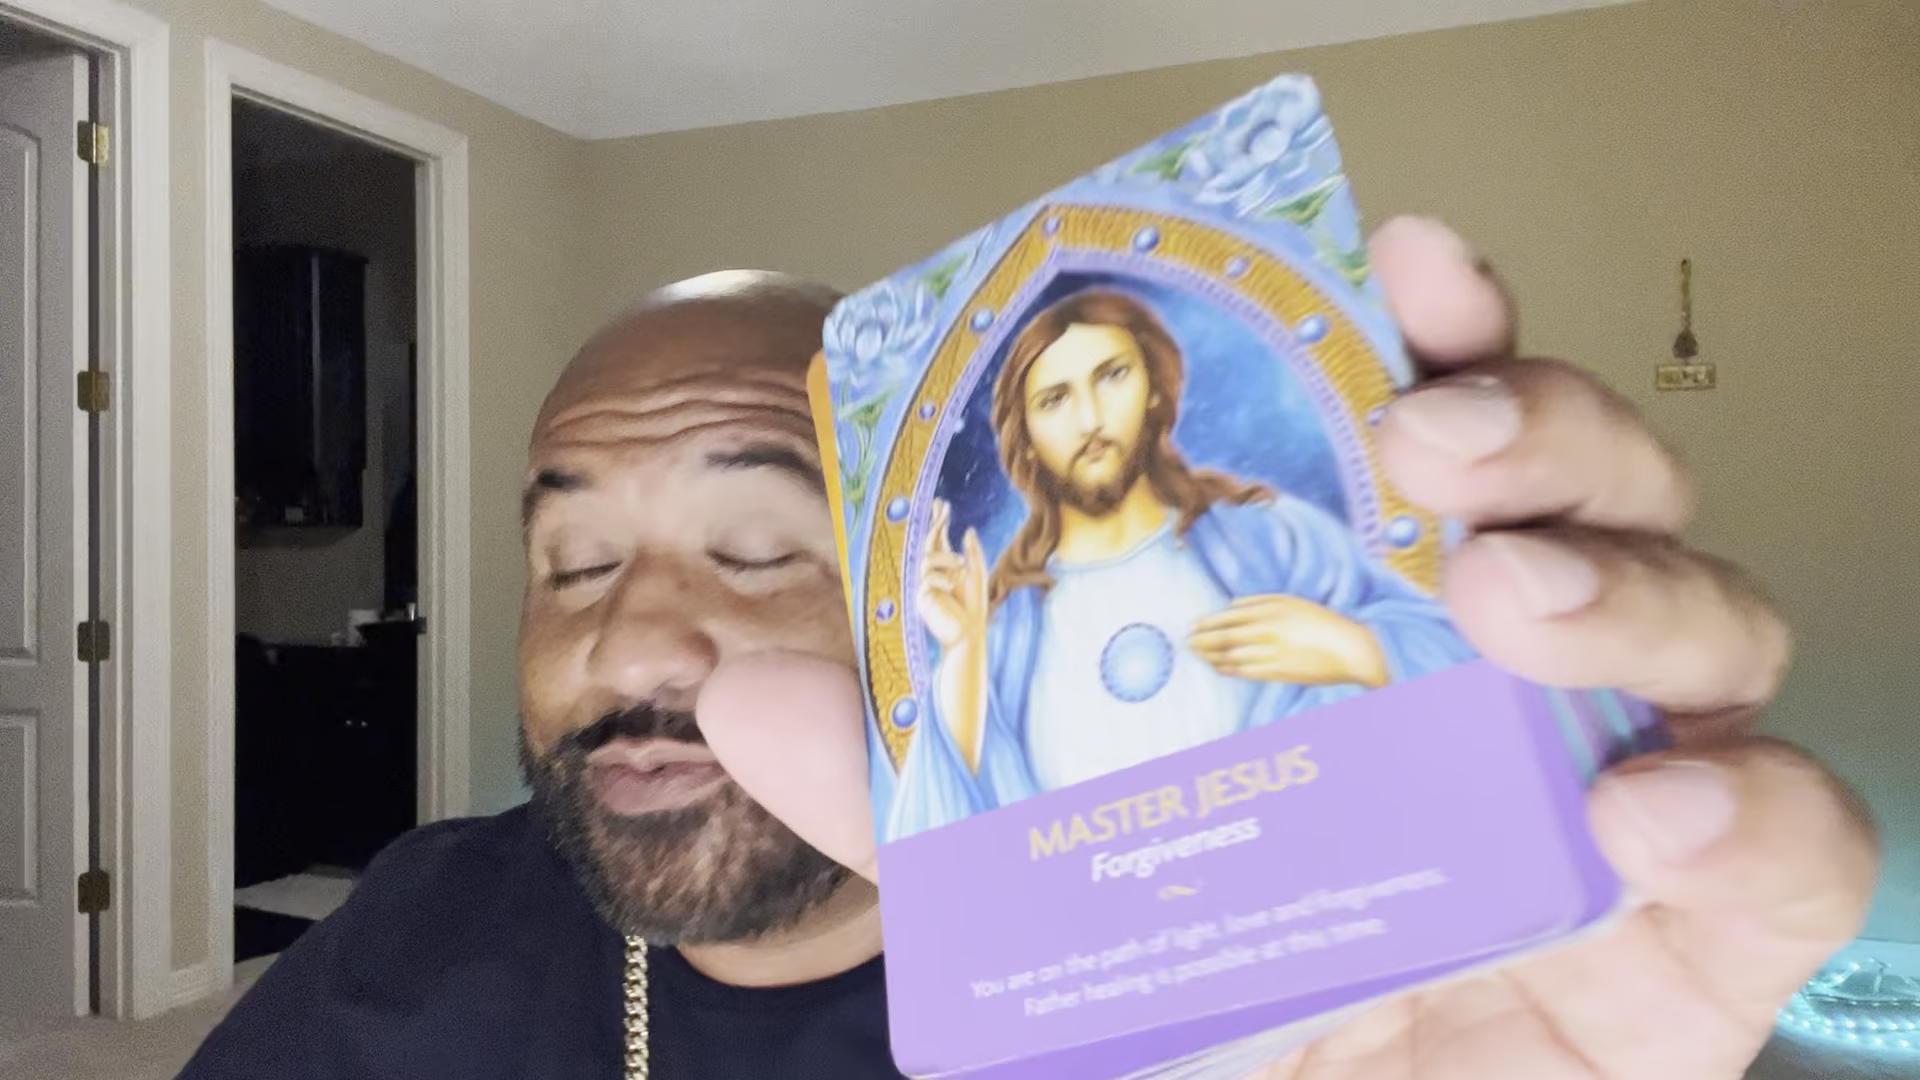 MASTER JESUS
Forgiveness
You are on the path of light, love and forgiveness.
Father healing is possible at this time.